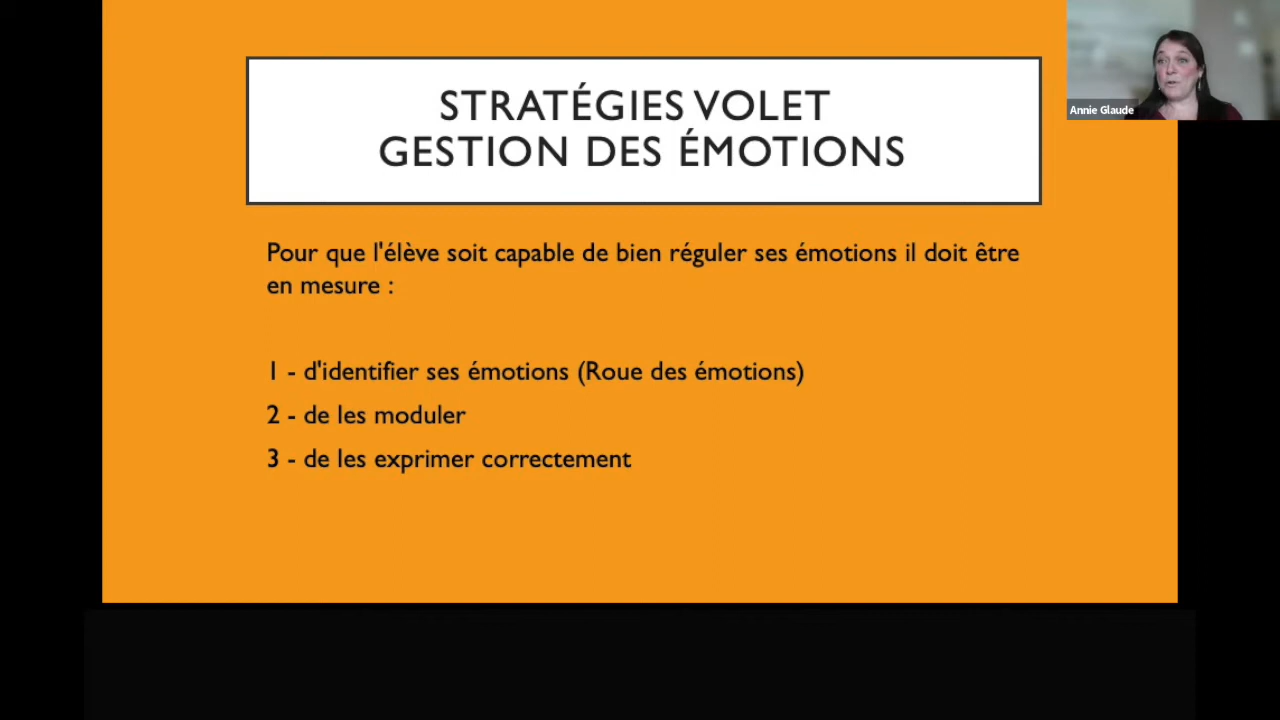 STRATÉGIES VOLET
GESTION DES ÉMOTIONS
Annie Glaude
Pour que l'élève soit capable de bien réguler ses émotions il doit être
en mesure :
1 - d'identifier ses émotions (Roue des émotions)
2 - de les moduler
3 - de les exprimer correctement